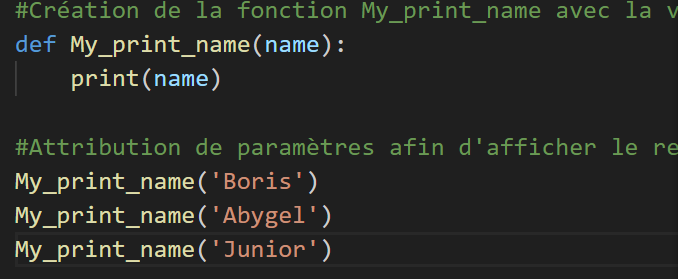 #Création de la fonction My_print_name avec la
def My_print_name(name):
    print(name)
#Attribution de paramètres afin d'afficher le
My_print_name('Boris')
My_print_name('Abygel')
My_print_name('Junior')